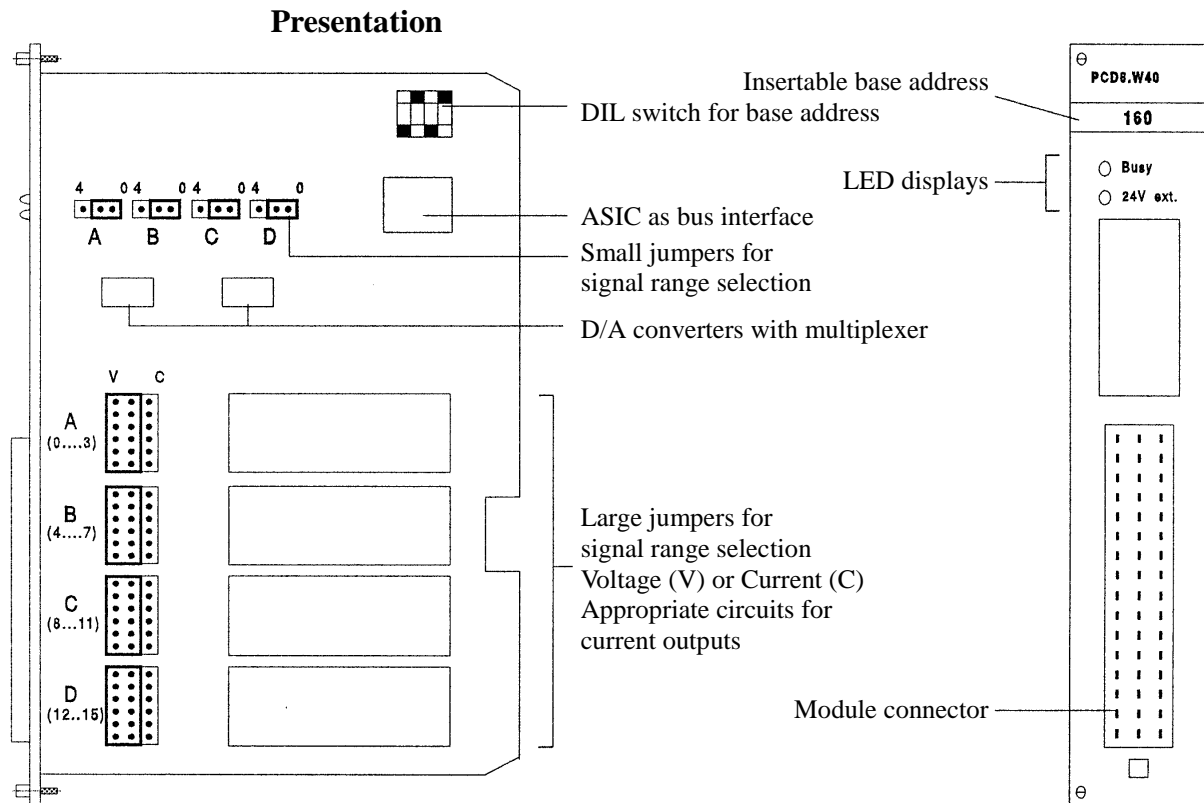 Presentation
Insertable base address
DIL switch for base address
PCD6.W40
160
LED displays
Busy
24V ext.
4 0 4 0 4 0 4 0
A B C D
ASIC as bus interface
Small jumpers for
signal range selection
D/A converters with multiplexer
V C
A
(0....3)
B
(4....7)
C
(8...11)
D
(12..15)
Large jumpers for
signal range selection
Voltage (V) or Current (C)
Appropriate circuits for
current outputs
Module connector